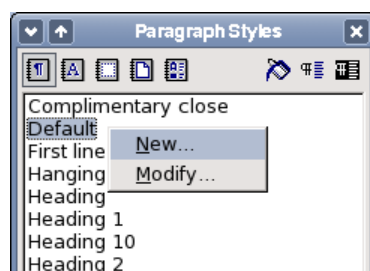 Paragraph Styles
Complimentary close
Default
First line
New...
Hanging
Modify...
Heading
Heading 1
Heading 10
Heading 2